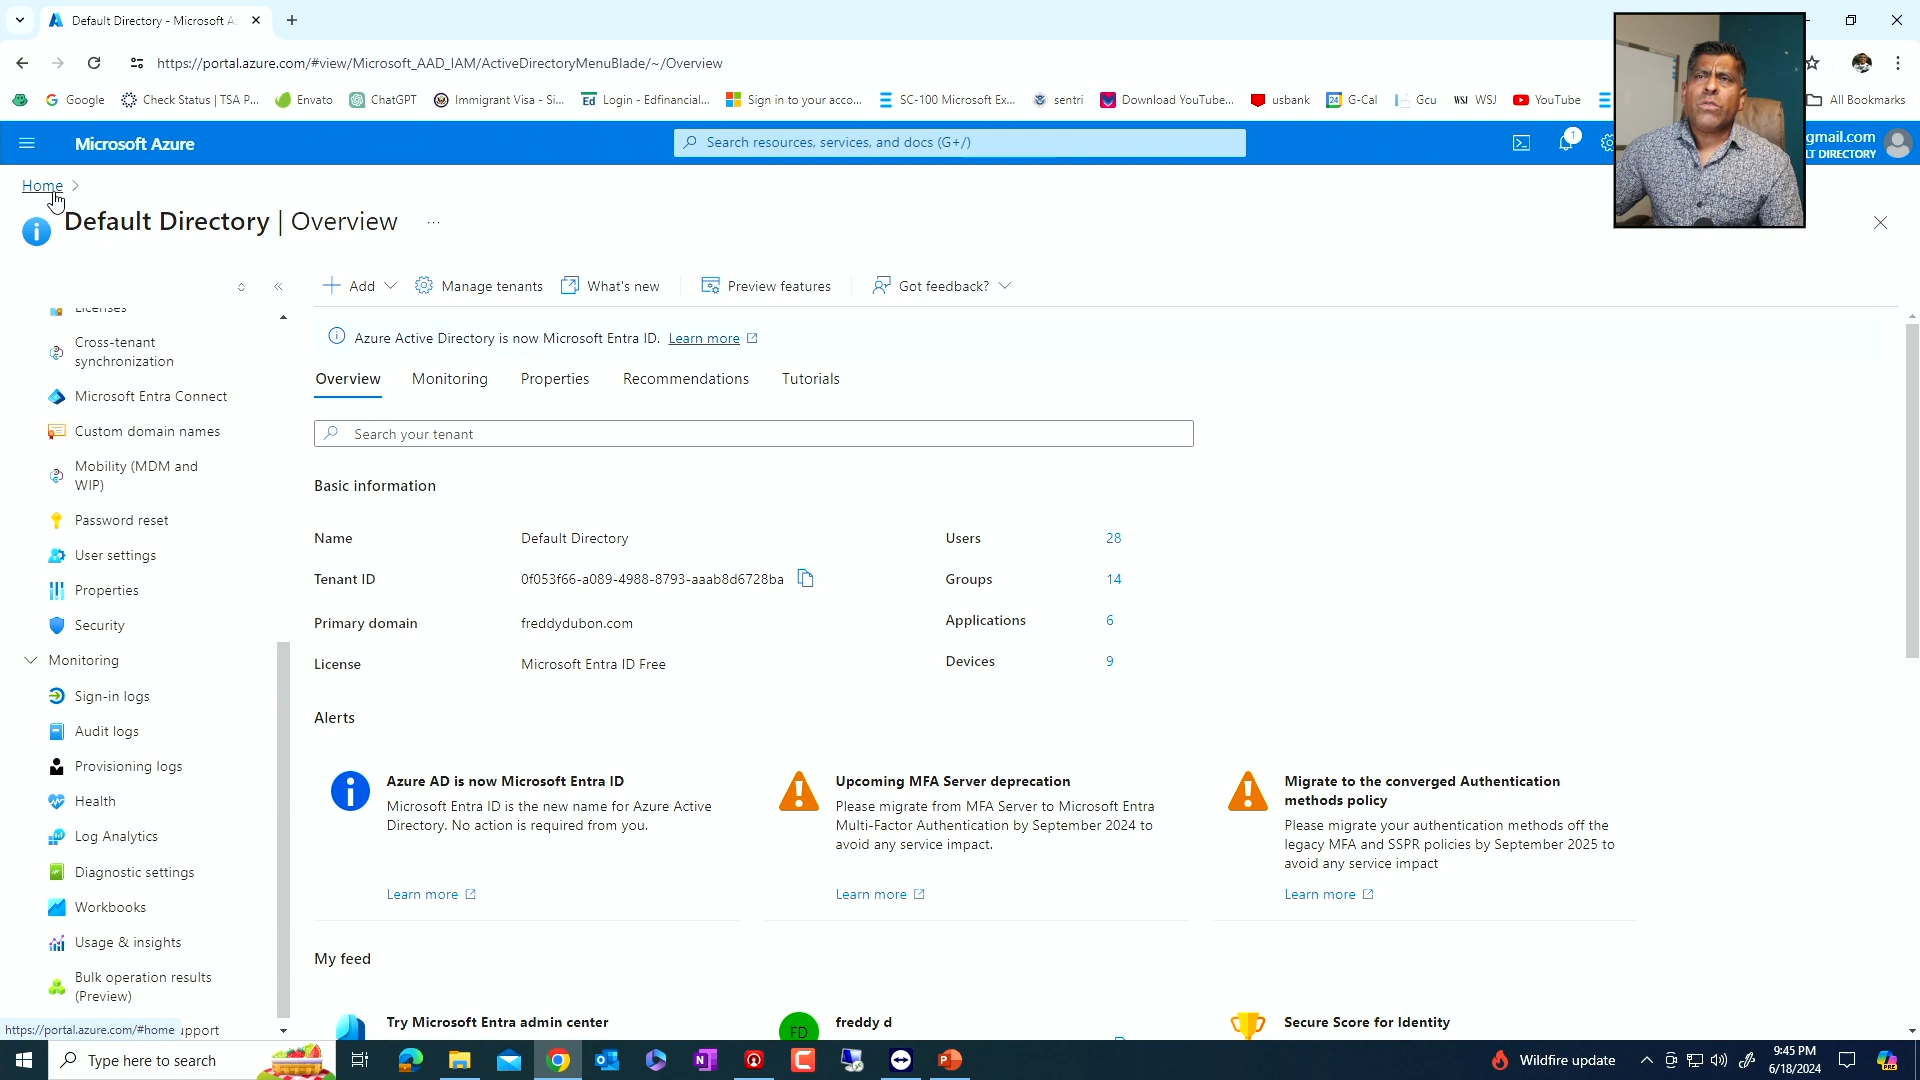 Default Directory - Microsoft A
https://portal.azure.com/#view/Microsoft_AAD_IAM/ActiveDirectoryMenuBlade/~/Overview
Google
Check Status | TSA P...
Envato
ChatGPT
Immigrant Visa - Si...
Ed
Login - Edfinancial...
Sign in to your acco...
SC-100 Microsoft Ex...
sentri
Download YouTube...
usbank
24
G-Cal
Gcu
WSJ
WSJ
YouTube
All Bookmarks
Microsoft Azure
Search resources, services, and docs (G+/)
1
gmail.com
LT DIRECTORY
Home
Default Directory | Overview
...
Add
Manage tenants
What's new
Preview features
Got feedback?
Licenses
Cross-tenant
synchronization
Microsoft Entra Connect
Custom domain names
Mobility (MDM and
WIP)
Password reset
User settings
Properties
Security
Monitoring
Sign-in logs
Audit logs
Provisioning logs
Health
Log Analytics
Diagnostic settings
Workbooks
Usage & insights
Bulk operation results
(Preview)
https://portal.azure.com/#home
upport
Azure Active Directory is now Microsoft Entra ID. Learn more
Overview
Monitoring
Properties
Recommendations
Tutorials
Search your tenant
Basic information
Name
Default Directory
Users
28
Tenant ID
0f053f66-a089-4988-8793-aaab8d6728ba
Groups
14
Primary domain
freddydubon.com
Applications
6
License
Microsoft Entra ID Free
Devices
9
Alerts
Azure AD is now Microsoft Entra ID
Microsoft Entra ID is the new name for Azure Active
Directory. No action is required from you.
Learn more
Upcoming MFA Server deprecation
Please migrate from MFA Server to Microsoft Entra
Multi-Factor Authentication by September 2024 to
avoid any service impact.
Learn more
Migrate to the converged Authentication
methods policy
Please migrate your authentication methods off the
legacy MFA and SSPR policies by September 2025 to
avoid any service impact
Learn more
My feed
Try Microsoft Entra admin center
FD
freddy d
Secure Score for Identity
Type here to search
Wildfire update
9:45 PM
6/18/2024